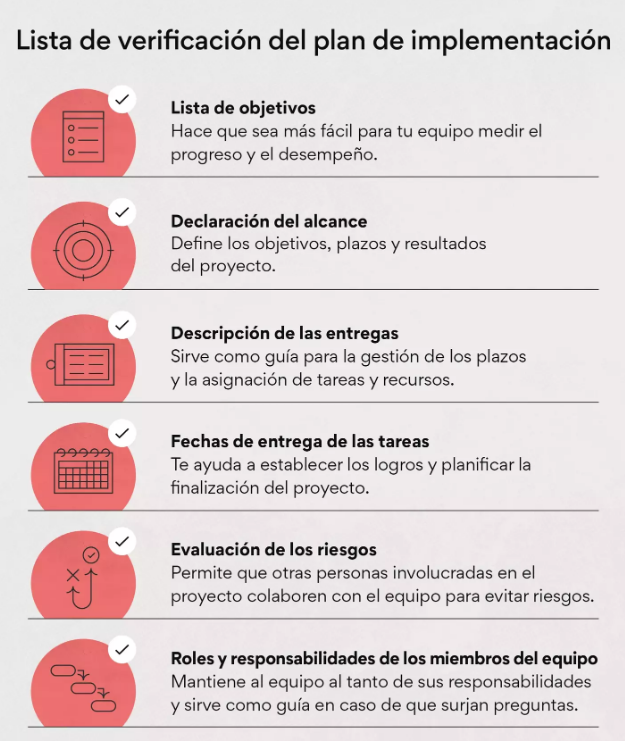 Lista de verificación del plan de implementación
Lista de objetivos
Hace que sea más fácil para tu equipo medir el
progreso y el desempeño.
Declaración del alcance
Define los objetivos, plazos y resultados
del proyecto.
Descripción de las entregas
Sirve como guía para la gestión de los plazos
y la asignación de tareas y recursos.
Fechas de entrega de las tareas
Te ayuda a establecer los logros y planificar la
finalización del proyecto.
Evaluación de los riesgos
Permite que otras personas involucradas en el
proyecto colaboren con el equipo para evitar riesgos.
Roles y responsabilidades de los miembros del equipo
Mantiene al equipo al tanto de sus responsabilidades
y sirve como guía en caso de que surjan preguntas.